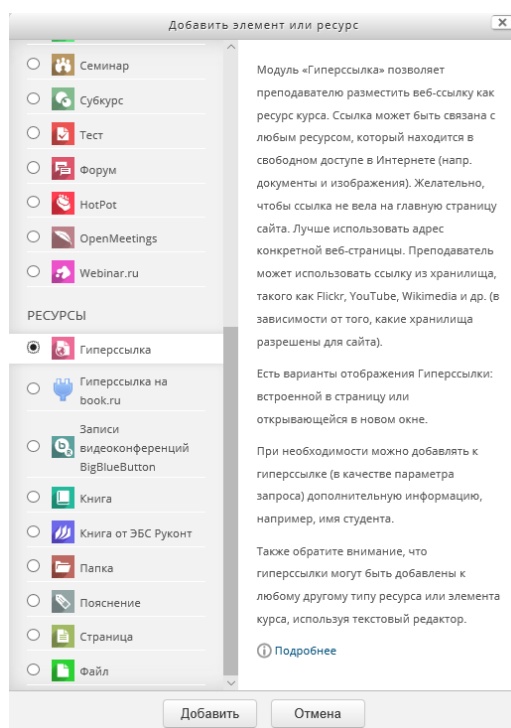 Добавить элемент или ресурс
Семинар
Субкурс
Тест
Форум
HotPot
OpenMeetings
Webinar.ru
РЕСУРСЫ
Гиперссылка
Гиперссылка на
book.ru
Записи
видеоконференций
BigBlueButton
Книга
Книга от ЭБС Руконт
Папка
Пояснение
Страница
Файл
Модуль «Гиперссылка» позволяет
преподавателю разместить веб-ссылку как
ресурс курса. Ссылка может быть связана с
любым ресурсом, который находится в
свободном доступе в Интернете (напр.
документы и изображения). Желательно,
чтобы ссылка не вела на главную страницу
сайта. Лучше использовать адрес
конкретной веб-страницы. Преподаватель
может использовать ссылку из хранилища,
такого как Flickr, YouTube, Wikimedia и др. (в
зависимости от того, какие хранилища
разрешены для сайта).
Есть варианты отображения Гиперссылки:
встроенной в страницу или
открывающейся в новом окне.
При необходимости можно добавлять к
гиперссылке (в качестве параметра
запроса) дополнительную информацию,
например, имя студента.
Также обратите внимание, что
гиперссылки могут быть добавлены к
любому другому типу ресурса или элемента
курса, используя текстовый редактор.
Подробнее
Добавить
Отмена